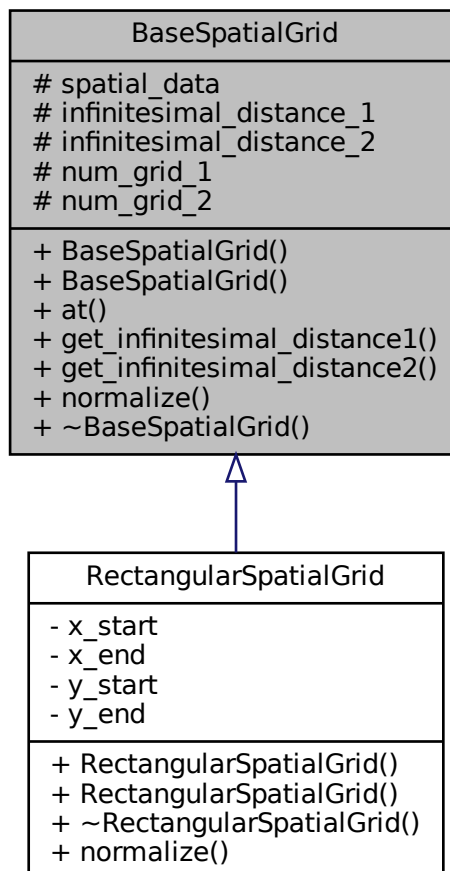 BaseSpatialGrid
# spatial_data
# infinitesimal_distance_1
# infinitesimal_distance_2
# num_grid_1
# num_grid_2
+ BaseSpatialGrid()
+ BaseSpatialGrid()
+ at()
+ get_infinitesimal_distance1()
+ get_infinitesimal_distance2()
+ normalize()
+ ~BaseSpatialGrid()
RectangularSpatialGrid
- x_start
- x_end
- y_start
- y_end
+ RectangularSpatialGrid()
+ RectangularSpatialGrid()
+ ~RectangularSpatialGrid()
+ normalize()